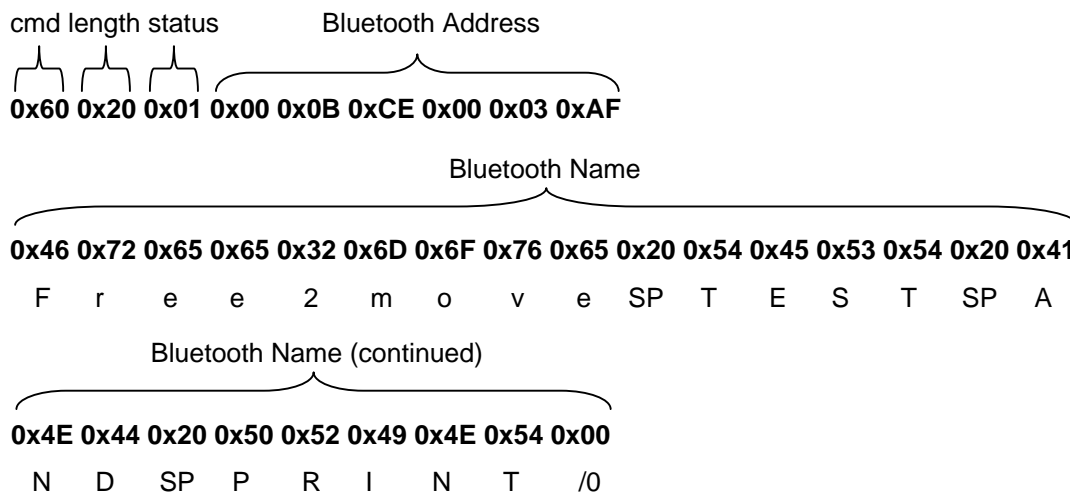 cmd length status Bluetooth Address
0x60 0x20 0x01 0x00 0x0B 0xCE 0x00 0x03 0xAF
Bluetooth Name
0x46 0x72 0x65 0x65 0x32 0x6D 0x6F 0x76 0x65 0x20 0x54 0x45 0x53 0x54 0x20 0x41
F r e e 2 m o v e SP T E S T SP A
Bluetooth Name (continued)
0x4E 0x44 0x20 0x50 0x52 0x49 0x4E 0x54 0x00
N D SP P R I N T /0